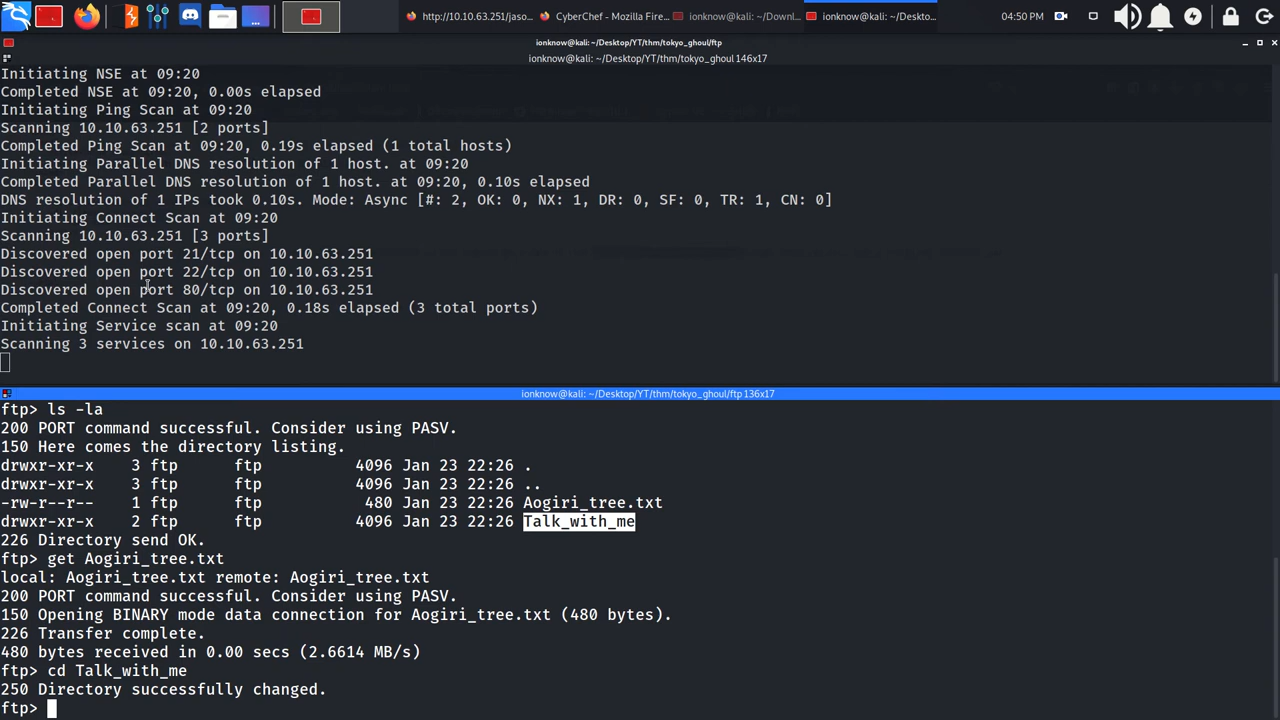 http://10.10.63.251/jaso...
CyberChef - Mozilla Fire...
ionknow@kali: ~/Downl...
ionknow@kali: ~/Deskto...
04:50 PM
ionknow@kali: ~/Desktop/YT/thm/tokyo_ghoul/ftp
ionknow@kali: ~/Desktop/YT/thm/tokyo_ghoul 146x17
Initiating NSE at 09:20
Completed NSE at 09:20, 0.00s elapsed
Initiating Ping Scan at 09:20
Scanning 10.10.63.251 [2 ports]
Completed Ping Scan at 09:20, 0.19s elapsed (1 total hosts)
Initiating Parallel DNS resolution of 1 host. at 09:20
Completed Parallel DNS resolution of 1 host. at 09:20, 0.10s elapsed
DNS resolution of 1 IPs took 0.10s. Mode: Async [#: 2, OK: 0, NX: 1, DR: 0, SF: 0, TR: 1, CN: 0]
Initiating Connect Scan at 09:20
Scanning 10.10.63.251 [3 ports]
Discovered open port 21/tcp on 10.10.63.251
Discovered open port 22/tcp on 10.10.63.251
Discovered open port 80/tcp on 10.10.63.251
Completed Connect Scan at 09:20, 0.18s elapsed (3 total ports)
Initiating Service scan at 09:20
Scanning 3 services on 10.10.63.251
ionknow@kali: ~/Desktop/YT/thm/tokyo_ghoul/ftp 136x17
ftp> ls -la
200 PORT command successful. Consider using PASV.
150 Here comes the directory listing.
drwxr-xr-x 3 ftp ftp 4096 Jan 23 22:26 .
drwxr-xr-x 3 ftp ftp 4096 Jan 23 22:26 ..
-rw-r--r-- 1 ftp ftp 480 Jan 23 22:26 Aogiri_tree.txt
drwxr-xr-x 2 ftp ftp 4096 Jan 23 22:26 Talk_with_me
226 Directory send OK.
ftp> get Aogiri_tree.txt
local: Aogiri_tree.txt remote: Aogiri_tree.txt
200 PORT command successful. Consider using PASV.
150 Opening BINARY mode data connection for Aogiri_tree.txt (480 bytes).
226 Transfer complete.
480 bytes received in 0.00 secs (2.6614 MB/s)
ftp> cd Talk_with_me
250 Directory successfully changed.
ftp>